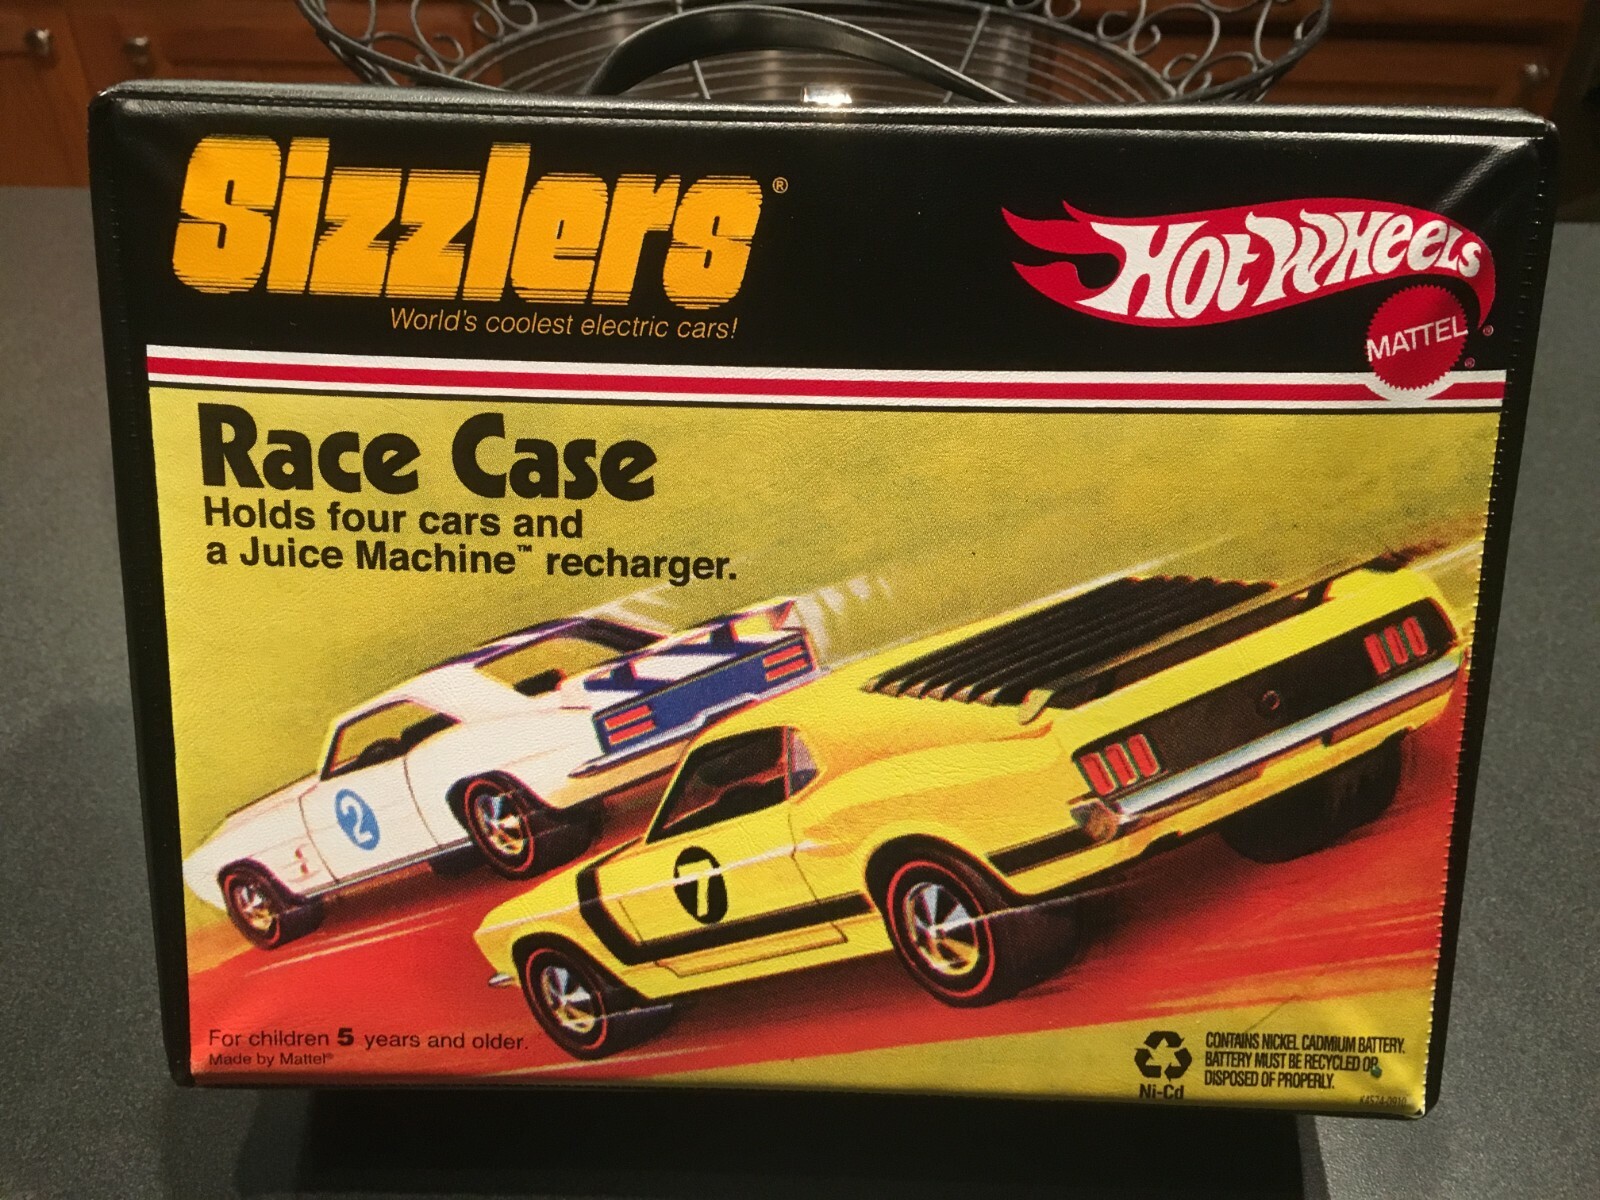 Sizzlers®
World's coolest electric cars!
HOT WHEELS
MATTEL
®
®
Race Case
Holds four cars and
a Juice Machine™ recharger.
2
7
For children 5 years and older.
Made by Mattel®
CONTAINS NICKEL CADMIUM BATTERY.
BATTERY MUST BE RECYCLED OR
DISPOSED OF PROPERLY.
Ni-Cd